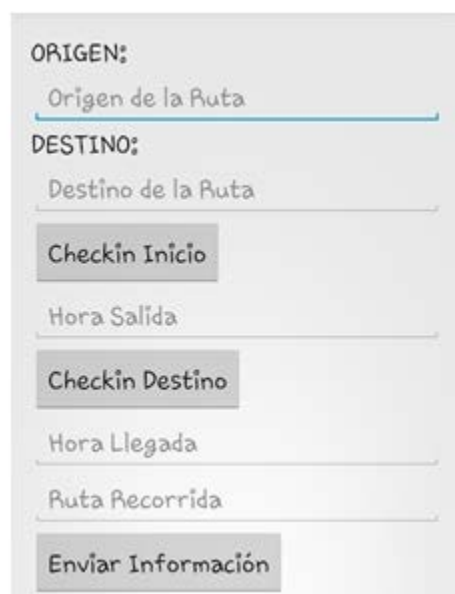 ORIGEN:
Origen de la Ruta
DESTINO:
Destino de la Ruta
Checkin Inicio
Hora Salida
Checkin Destino
Hora Llegada
Ruta Recorrida
Enviar Información